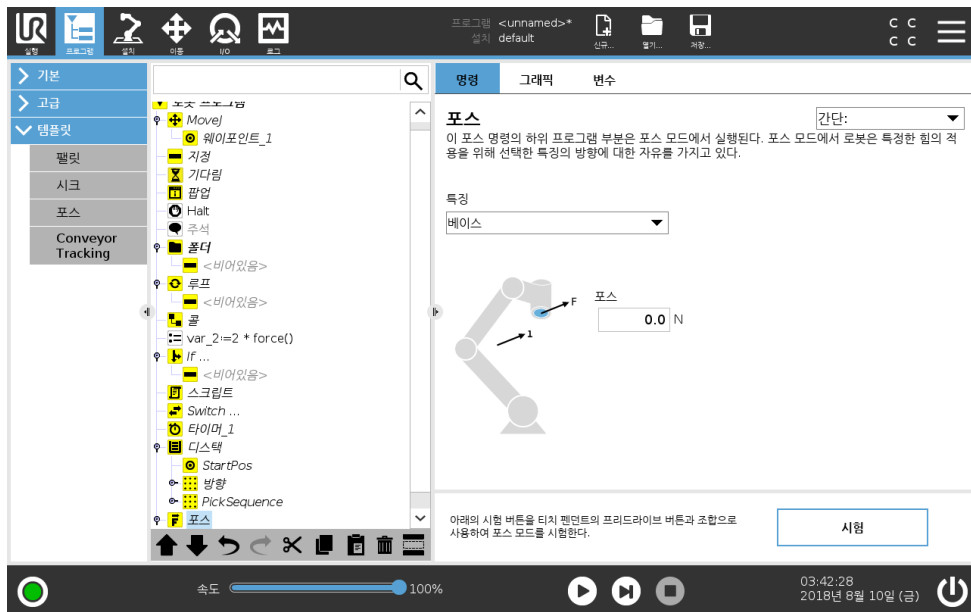 UR
실행
프로그램
설치
이동
I/O
로그
프로그램 <unnamed>*
설치 default
신규...
열기...
저장...
C C
C C
기본
고급
템플릿
팰릿
시크
포스
Conveyor
Tracking
로봇 프로그램
MoveJ
웨이포인트_1
지정
기다림
팝업
Halt
주석
폴더
<비어있음>
루프
<비어있음>
콜
var_2:=2 * force()
If ...
<비어있음>
스크립트
Switch ...
타이머_1
디스택
StartPos
방향
PickSequence
포스
명령
그래픽
변수
포스
간단:
이 포스 명령의 하위 프로그램 부분은 포스 모드에서 실행된다. 포스 모드에서 로봇은 특정한 힘의 적
용을 위해 선택한 특징의 방향에 대한 자유를 가지고 있다.
특징
베이스
F
1
포스
0.0 N
아래의 시험 버튼을 티치 펜던트의 프리드라이브 버튼과 조합으로
사용하여 포스 모드를 시험한다.
시험
속도
100%
03:42:28
2018년 8월 10일 (금)